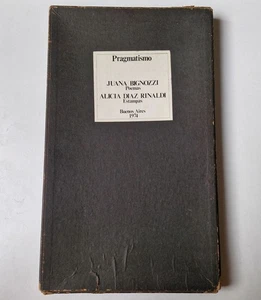 Pragmatismo
JUANA BIGNOZZI
Poemas
ALICIA DIAZ RINALDI
Estampas
Buenos Aires
1974